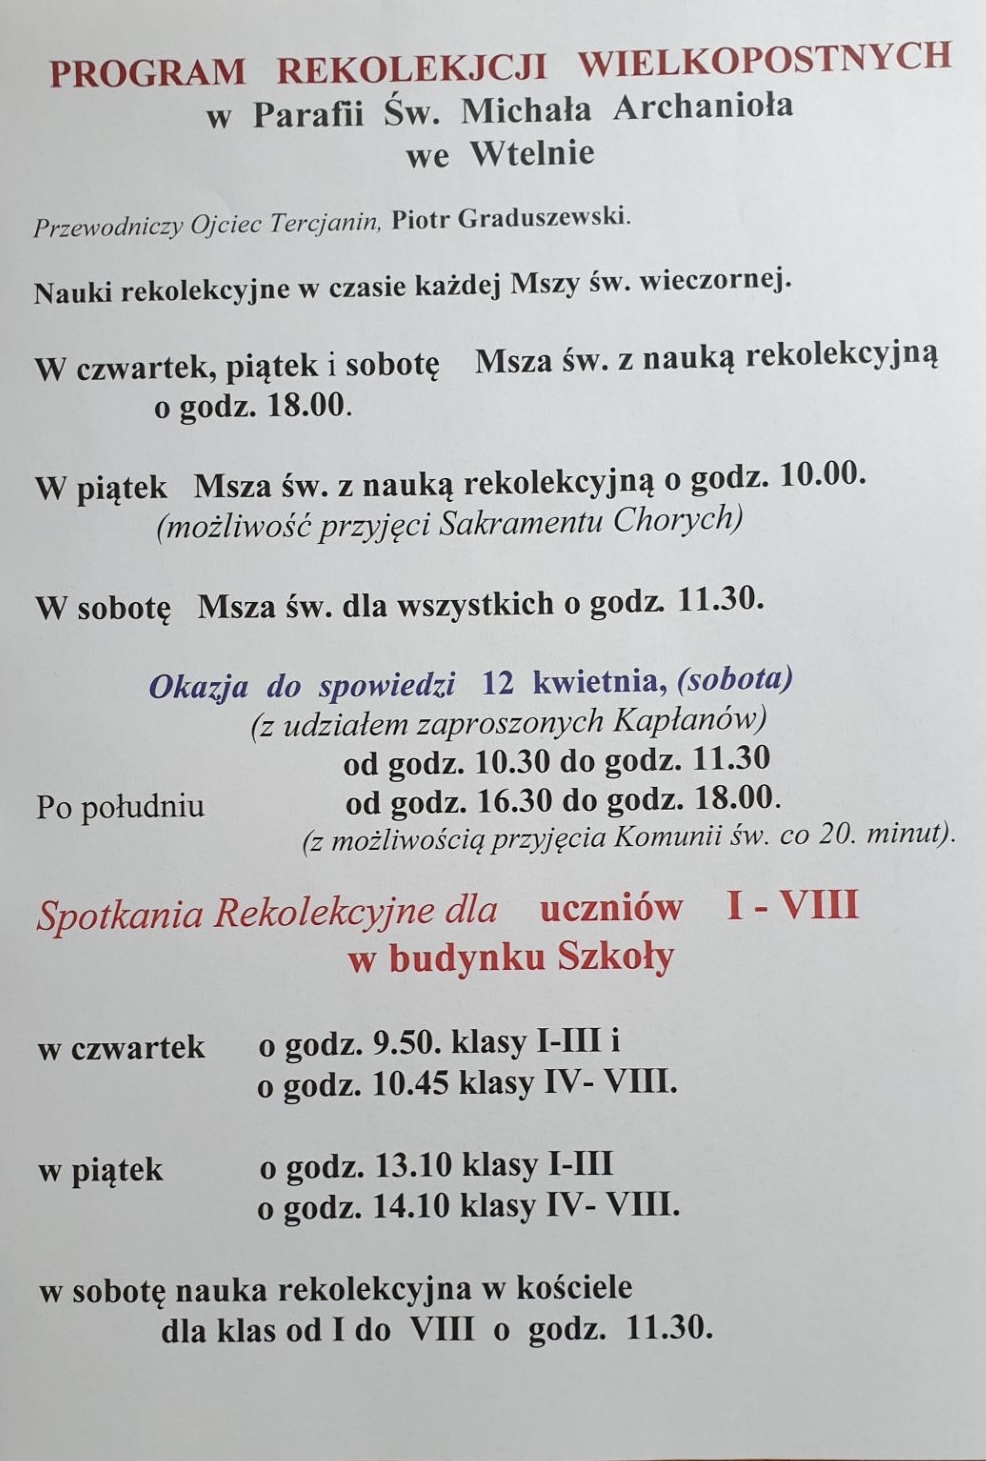 PROGRAM REKOLEKJCJI WIELKOPOSTNYCH
w Parafii Św. Michała Archanioła
we Wtelnie
Przewodniczy Ojciec Tercjanin, Piotr Graduszewski.
Nauki rekolekcyjne w czasie każdej Mszy św. wieczornej.
W czwartek, piątek i sobotę Msza św. z nauką rekolekcyjną
o godz. 18.00.
W piątek Msza św. z nauką rekolekcyjną o godz. 10.00.
(możliwość przyjęci Sakramentu Chorych)
W sobotę Msza św. dla wszystkich o godz. 11.30.
Okazja do spowiedzi 12 kwietnia, (sobota)
(z udziałem zaproszonych Kapłanów)
od godz. 10.30 do godz. 11.30
Po południu od godz. 16.30 do godz. 18.00.
(z możliwością przyjęcia Komunii św. co 20. minut).
Spotkania Rekolekcyjne dla uczniów I - VIII
w budynku Szkoły
w czwartek o godz. 9.50. klasy I-III i
o godz. 10.45 klasy IV- VIII.
w piątek o godz. 13.10 klasy I-III
o godz. 14.10 klasy IV- VIII.
w sobotę nauka rekolekcyjna w kościele
dla klas od I do VIII o godz. 11.30.